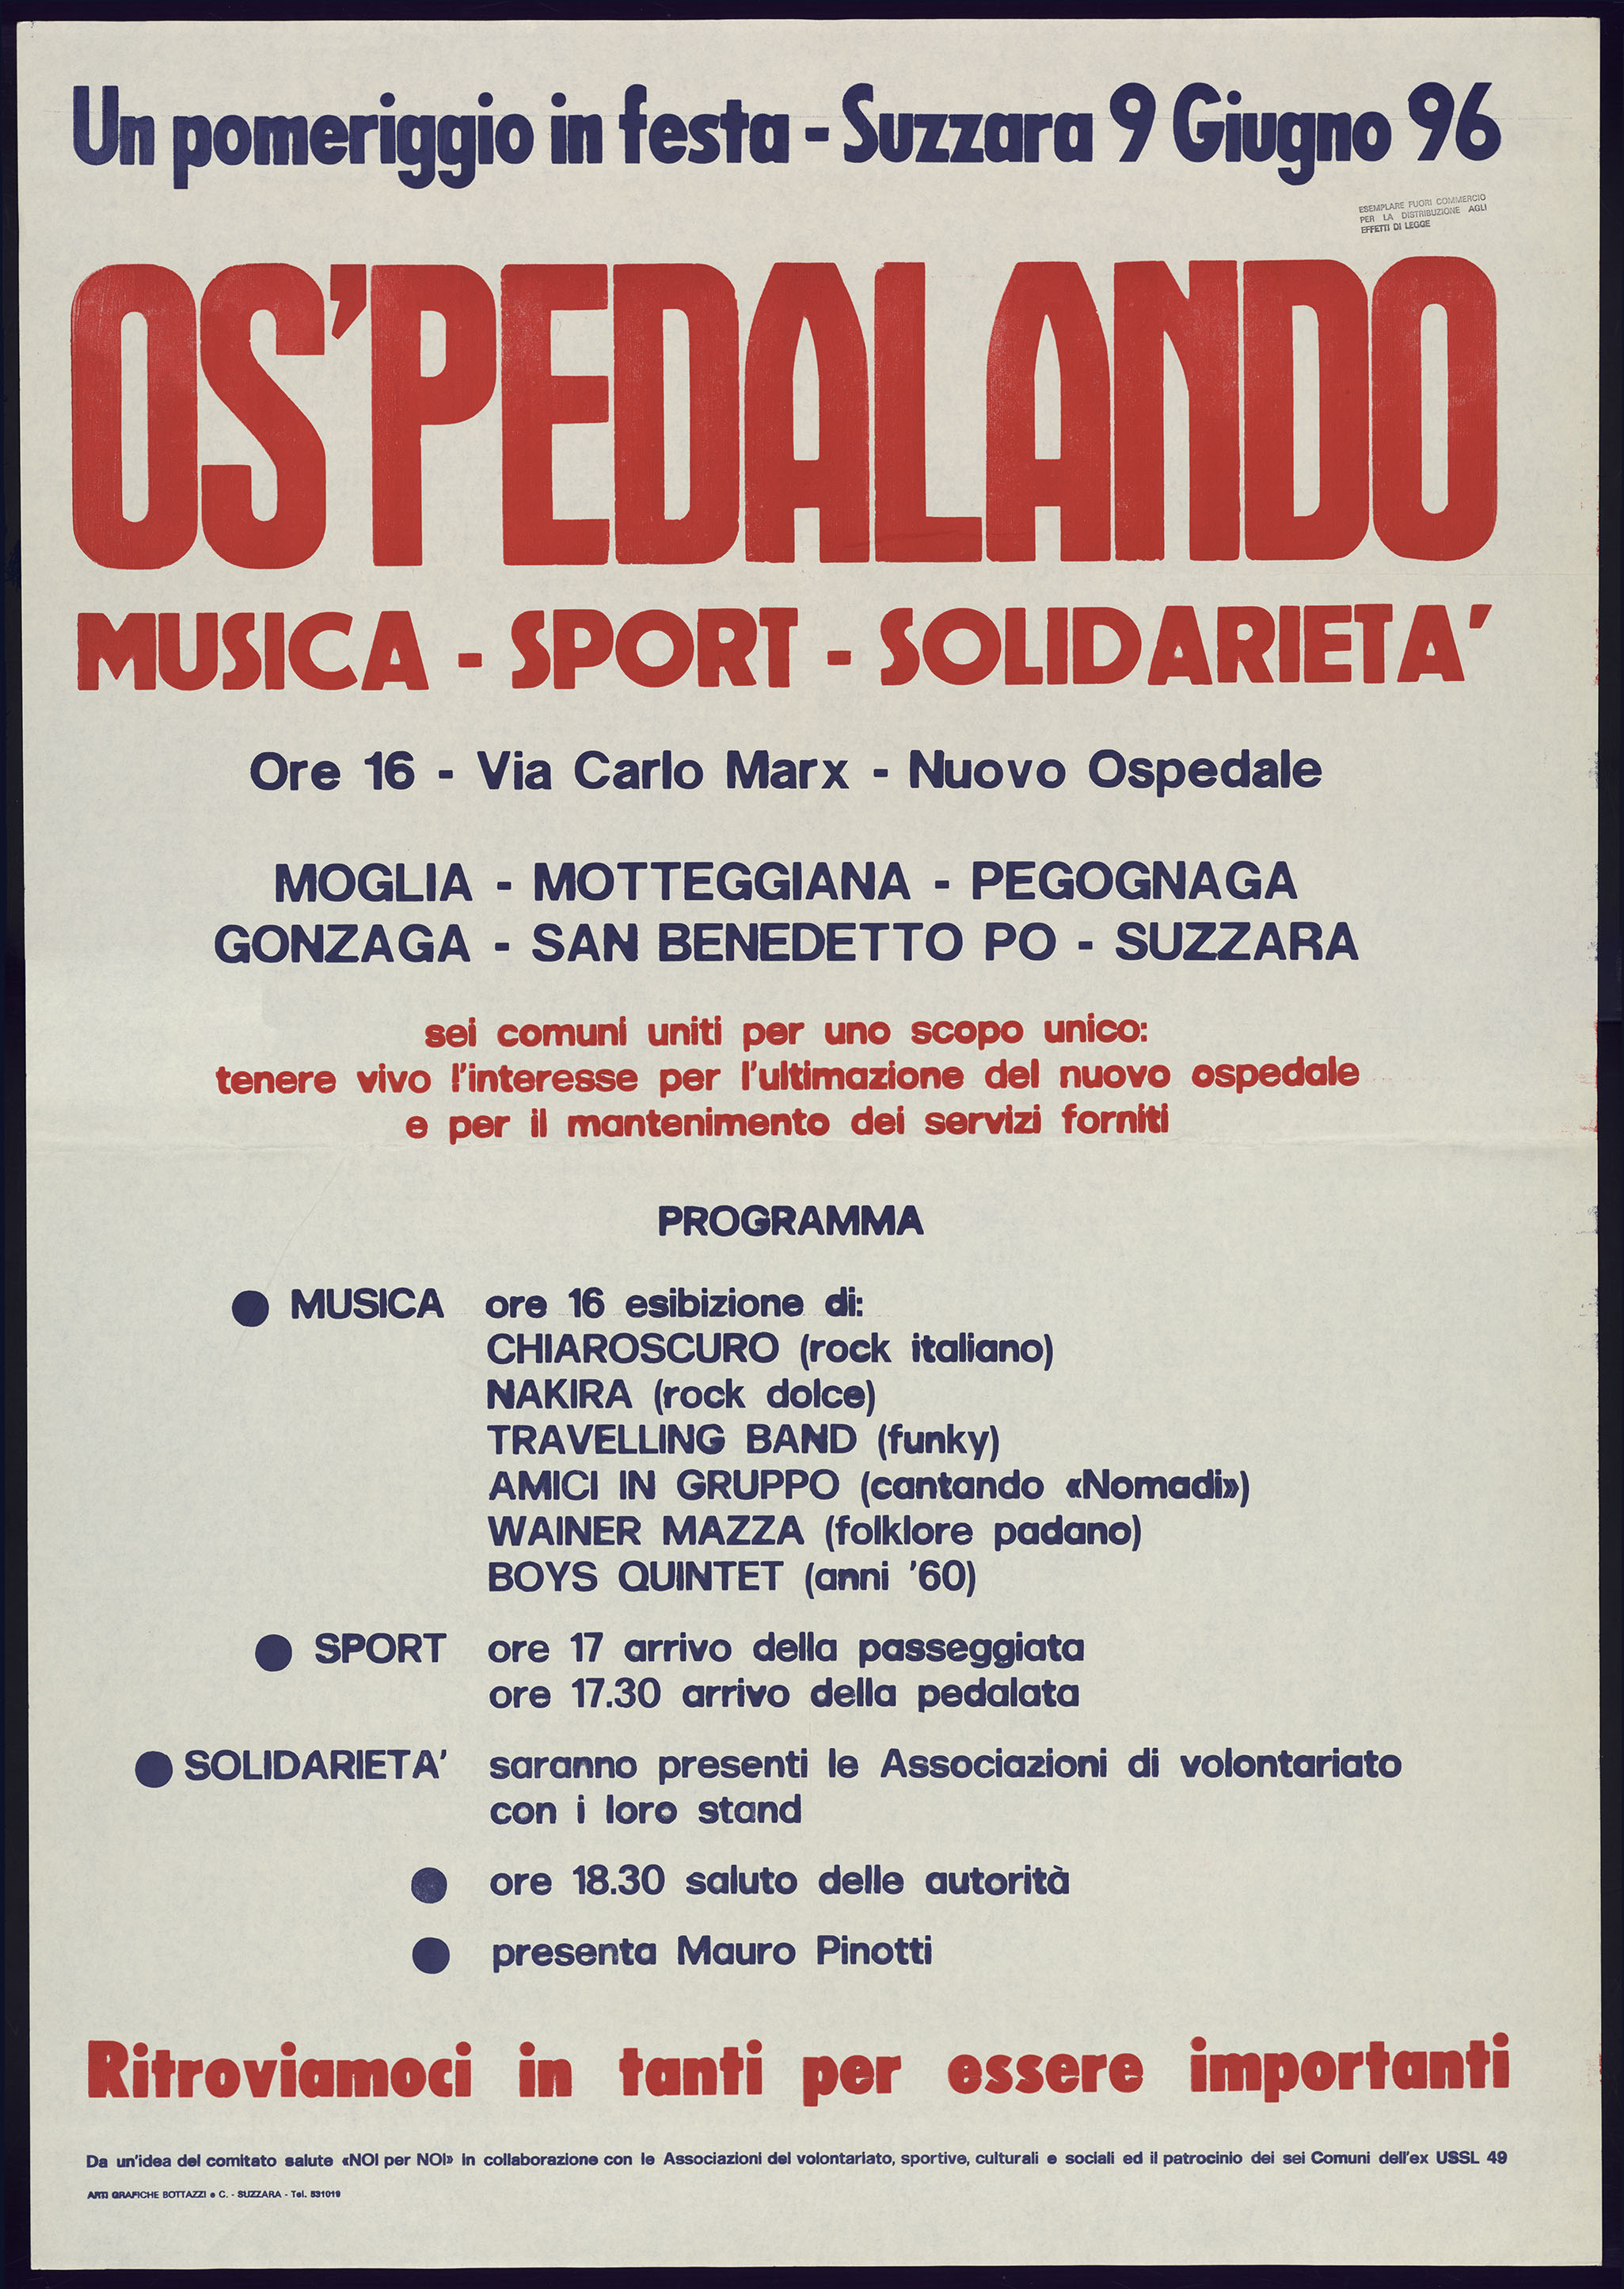 Un pomeriggio in festa - Suzzara 9 Giugno 96
ESEMPLARE FUORI COMMERCIO
PER LA DISTRIBUZIONE AGLI
EFFETTI DI LEGGE
OS'PEDALANDO
MUSICA - SPORT - SOLIDARIETA'
Ore 16 - Via Carlo Marx - Nuovo Ospedale
MOGLIA - MOTTEGGIANA - PEGOGNAGA
GONZAGA - SAN BENEDETTO PO - SUZZARA
sei comuni uniti per uno scopo unico:
tenere vivo l'interesse per l'ultimazione del nuovo ospedale
e per il mantenimento dei servizi forniti
PROGRAMMA
● MUSICA ore 16 esibizione di:
CHIAROSCURO (rock italiano)
NAKIRA (rock dolce)
TRAVELLING BAND (funky)
AMICI IN GRUPPO (cantando «Nomadi»)
WAINER MAZZA (folklore padano)
BOYS QUINTET (anni '60)
● SPORT ore 17 arrivo della passeggiata
ore 17.30 arrivo della pedalata
● SOLIDARIETA' saranno presenti le Associazioni di volontariato
con i loro stand
● ore 18.30 saluto delle autorità
● presenta Mauro Pinotti
Ritroviamoci in tanti per essere importanti
Da un'idea del comitato salute «NOI per NOI» in collaborazione con le Associazioni del volontariato, sportive, culturali e sociali ed il patrocinio dei sei Comuni dell'ex USSL 49
ARTI GRAFICHE BOTTAZZI e C. - SUZZARA - Tel. 531019